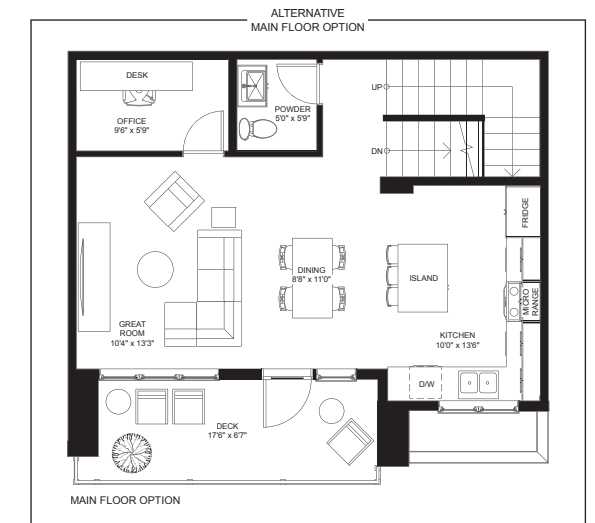 ALTERNATIVE
MAIN FLOOR OPTION
DESK
OFFICE
9'6" x 5'9"
POWDER
5'0" x 5'9"
UP
DN
FRIDGE
DINING
8'8" x 11'0"
ISLAND
MICRO
RANGE
GREAT
ROOM
10'4" x 13'3"
KITCHEN
10'0" x 13'6"
D/W
DECK
17'6" x 6'7"
MAIN FLOOR OPTION